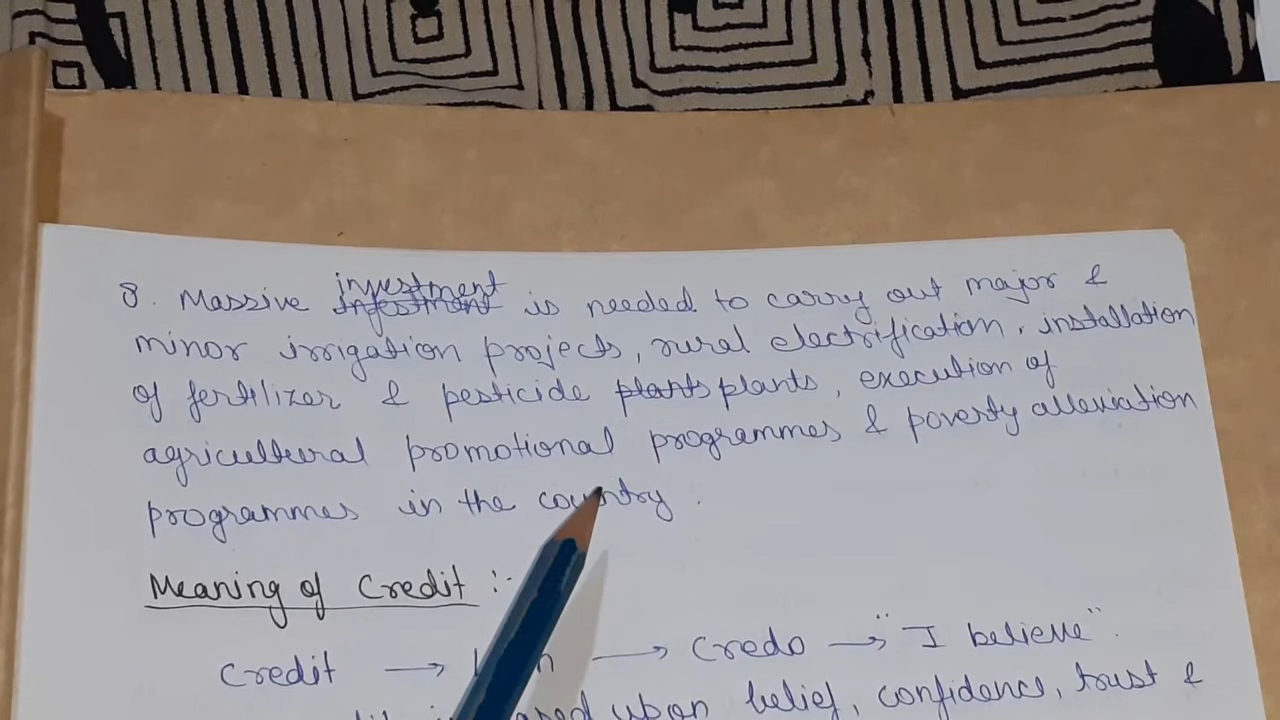 8. Massive investment is needed to carry out major &
minor irrigation projects, rural electrification, installation
of fertilizer & pesticide plants plants, execution of
agricultural promotional programmes & poverty alleviation
programmes in the country.
Meaning of Credit :-
Credit → → Credo → "I believe".
upon belief, confidence, trust &